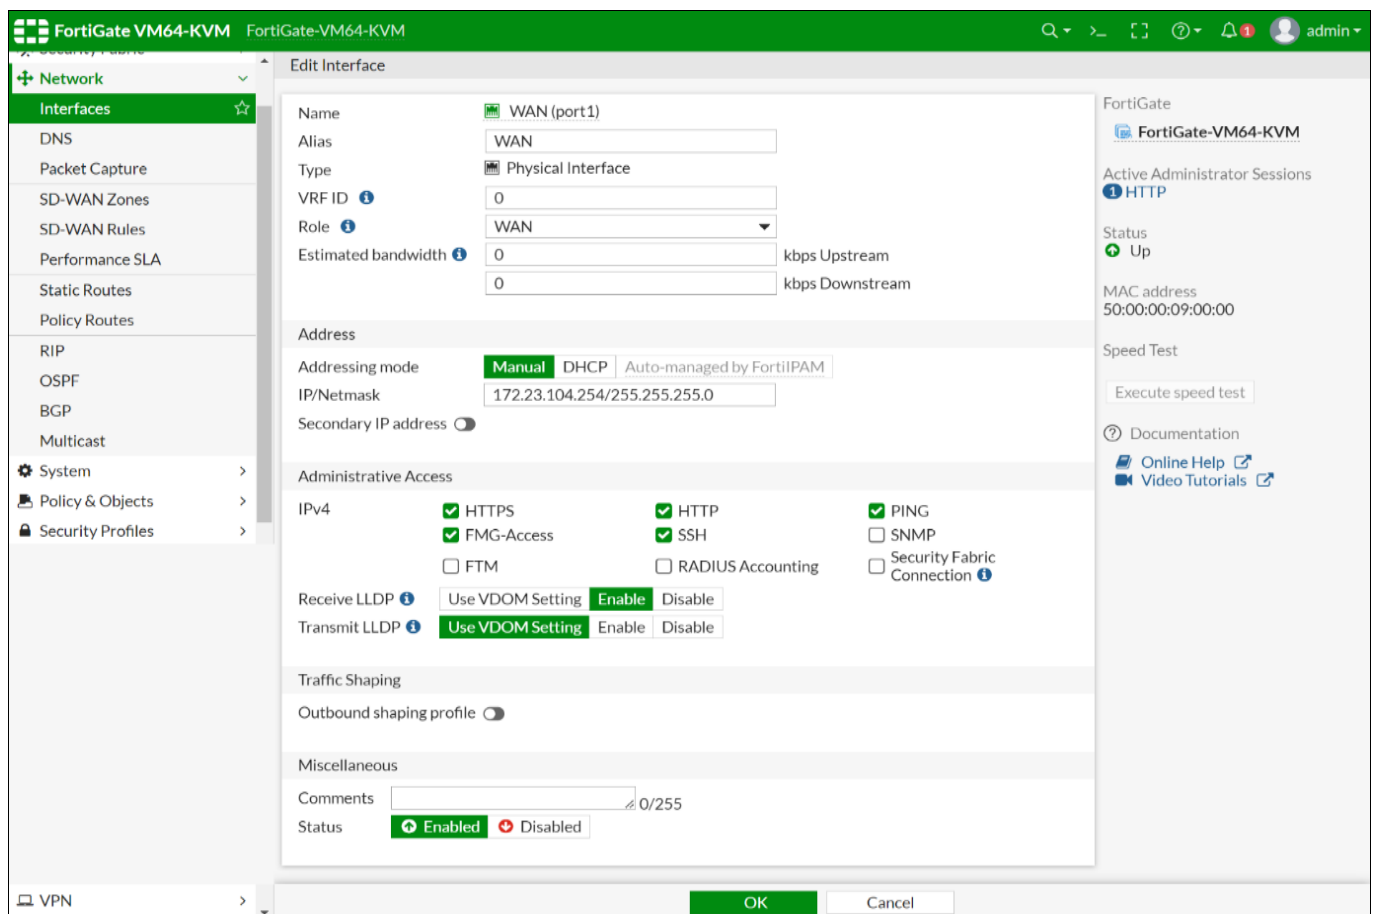 FortiGate VM64-KVM FortiGate-VM64-KVM 1 admin
Security Fabric
Network
Interfaces
DNS
Packet Capture
SD-WAN Zones
SD-WAN Rules
Performance SLA
Static Routes
Policy Routes
RIP
OSPF
BGP
Multicast
System
Policy & Objects
Security Profiles
VPN
Edit Interface
Name WAN (port1)
Alias WAN
Type Physical Interface
VRF ID 0
Role WAN
Estimated bandwidth 0 kbps Upstream
0 kbps Downstream
Address
Addressing mode Manual DHCP Auto-managed by FortiIPAM
IP/Netmask 172.23.104.254/255.255.255.0
Secondary IP address
Administrative Access
IPv4 HTTPS HTTP PING
FMG-Access SSH SNMP
FTM RADIUS Accounting Security Fabric
Connection
Receive LLDP Use VDOM Setting Enable Disable
Transmit LLDP Use VDOM Setting Enable Disable
Traffic Shaping
Outbound shaping profile
Miscellaneous
Comments 0/255
Status Enabled Disabled
OK Cancel
FortiGate
FortiGate-VM64-KVM
Active Administrator Sessions
1 HTTP
Status
Up
MAC address
50:00:00:09:00:00
Speed Test
Execute speed test
Documentation
Online Help
Video Tutorials